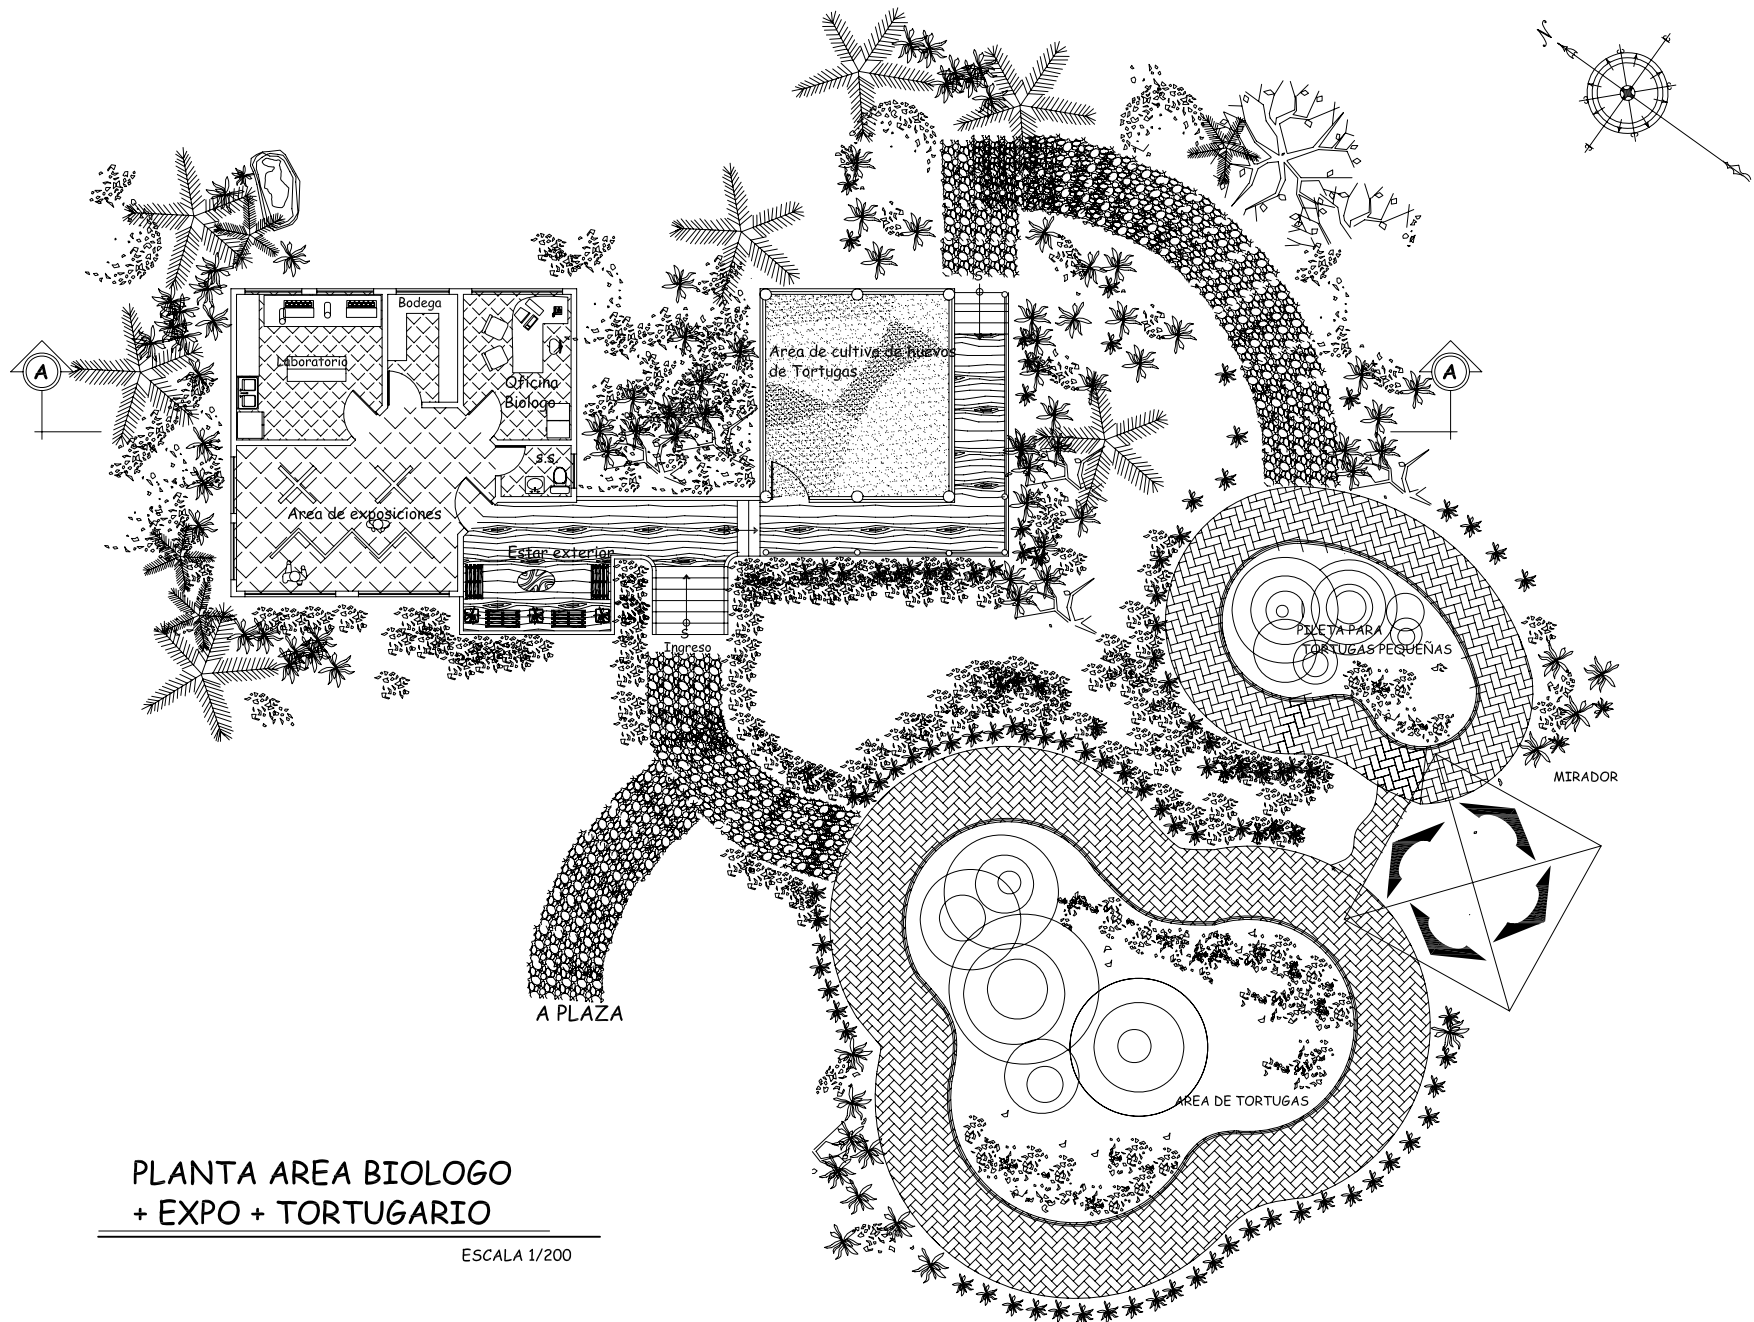 N
Bodega
Laboratorio
Oficina
Biologo
Area de cultivo de huevos
de Tortugas
A
A
s.s
Area de exposiciones
Estar exterior
S
S
Ingreso
PILETA PARA
TORTUGAS PEQUEÑAS
MIRADOR
A PLAZA
AREA DE TORTUGAS
PLANTA AREA BIOLOGO
+ EXPO + TORTUGARIO
ESCALA 1/200